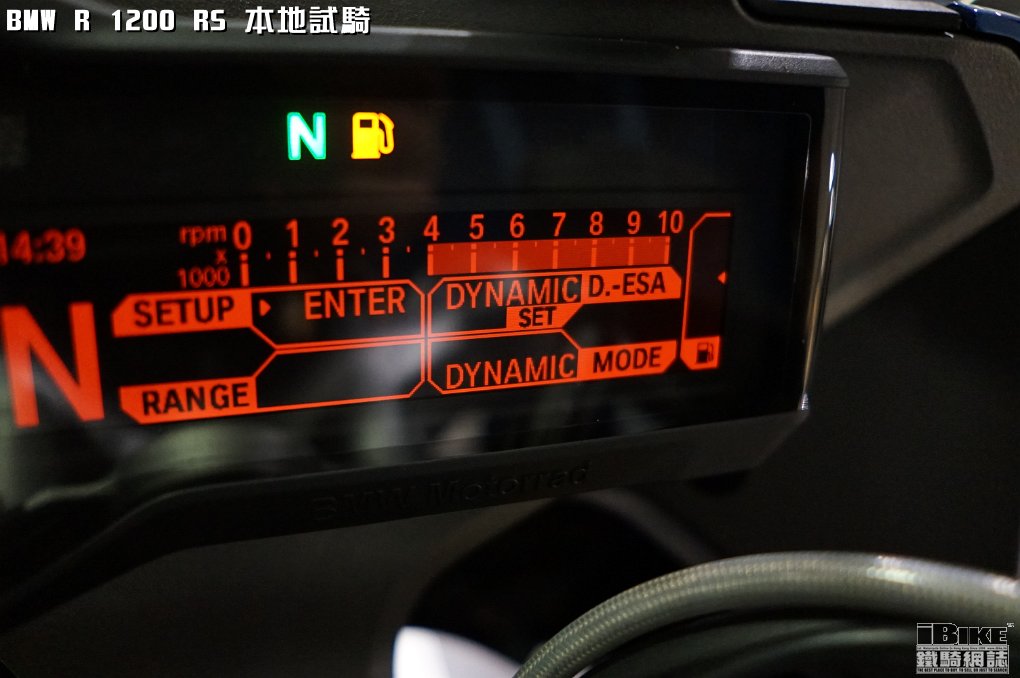 BMW R 1200 RS 本地試騎
N
14:39
rpm x 1000
0 1 2 3 4 5 6 7 8 9 10
N
SETUP ENTER
DYNAMIC D.-ESA
SET
RANGE
DYNAMIC MODE
BMW Motorrad
iBIKE
鐵騎網誌